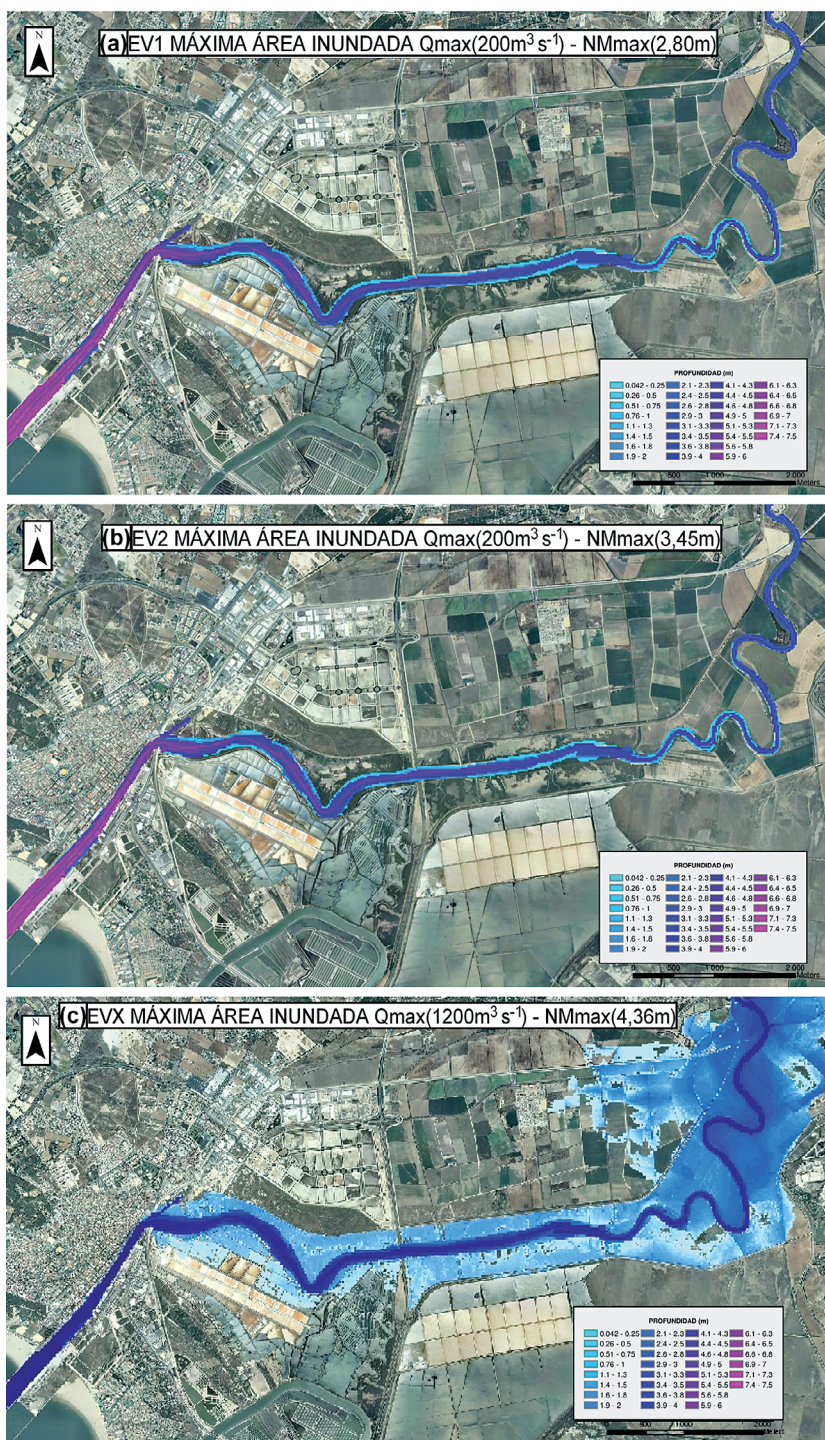 N
(a) EV1 MÁXIMA ÁREA INUNDADA Qmax(200m³ s⁻¹) - NMmax(2,80m)
PROFUNDIDAD (m)
0.042 - 0.25 2.1 - 2.3 4.1 - 4.3 6.1 - 6.3
0.26 - 0.5 2.4 - 2.5 4.4 - 4.5 6.4 - 6.5
0.51 - 0.75 2.6 - 2.8 4.6 - 4.8 6.6 - 6.8
0.76 - 1 2.9 - 3 4.9 - 5 6.9 - 7
1.1 - 1.3 3.1 - 3.3 5.1 - 5.3 7.1 - 7.3
1.4 - 1.5 3.4 - 3.5 5.4 - 5.5 7.4 - 7.5
1.6 - 1.8 3.6 - 3.8 5.6 - 5.8
1.9 - 2 3.9 - 4 5.9 - 6
0 500 1 000 2 000
Meters
N
(b) EV2 MÁXIMA ÁREA INUNDADA Qmax(200m³ s⁻¹) - NMmax(3,45m)
PROFUNDIDAD (m)
0.042 - 0.25 2.1 - 2.3 4.1 - 4.3 6.1 - 6.3
0.26 - 0.5 2.4 - 2.5 4.4 - 4.5 6.4 - 6.5
0.51 - 0.75 2.6 - 2.8 4.6 - 4.8 6.6 - 6.8
0.76 - 1 2.9 - 3 4.9 - 5 6.9 - 7
1.1 - 1.3 3.1 - 3.3 5.1 - 5.3 7.1 - 7.3
1.4 - 1.5 3.4 - 3.5 5.4 - 5.5 7.4 - 7.5
1.6 - 1.8 3.6 - 3.8 5.6 - 5.8
1.9 - 2 3.9 - 4 5.9 - 6
0 500 1 000 2 000
Meters
N
(c) EVX MÁXIMA ÁREA INUNDADA Qmax(1200m³ s⁻¹) - NMmax(4,36m)
PROFUNDIDAD (m)
0.042 - 0.25 2.1 - 2.3 4.1 - 4.3 6.1 - 6.3
0.26 - 0.5 2.4 - 2.5 4.4 - 4.5 6.4 - 6.5
0.51 - 0.75 2.6 - 2.8 4.6 - 4.8 6.6 - 6.8
0.76 - 1 2.9 - 3 4.9 - 5 6.9 - 7
1.1 - 1.3 3.1 - 3.3 5.1 - 5.3 7.1 - 7.3
1.4 - 1.5 3.4 - 3.5 5.4 - 5.5 7.4 - 7.5
1.6 - 1.8 3.6 - 3.8 5.6 - 5.8
1.9 - 2 3.9 - 4 5.9 - 6
0 500 1000 2000
Meters